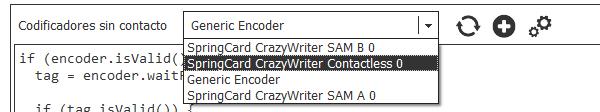 Codificadores sin contacto Generic Encoder
SpringCard CrazyWriter SAM B 0
if (encoder.isValid()
SpringCard CrazyWriter Contactless 0
tag = encoder.waitF
Generic Encoder
SpringCard CrazyWriter SAM A 0
if (tag.isValid()) {